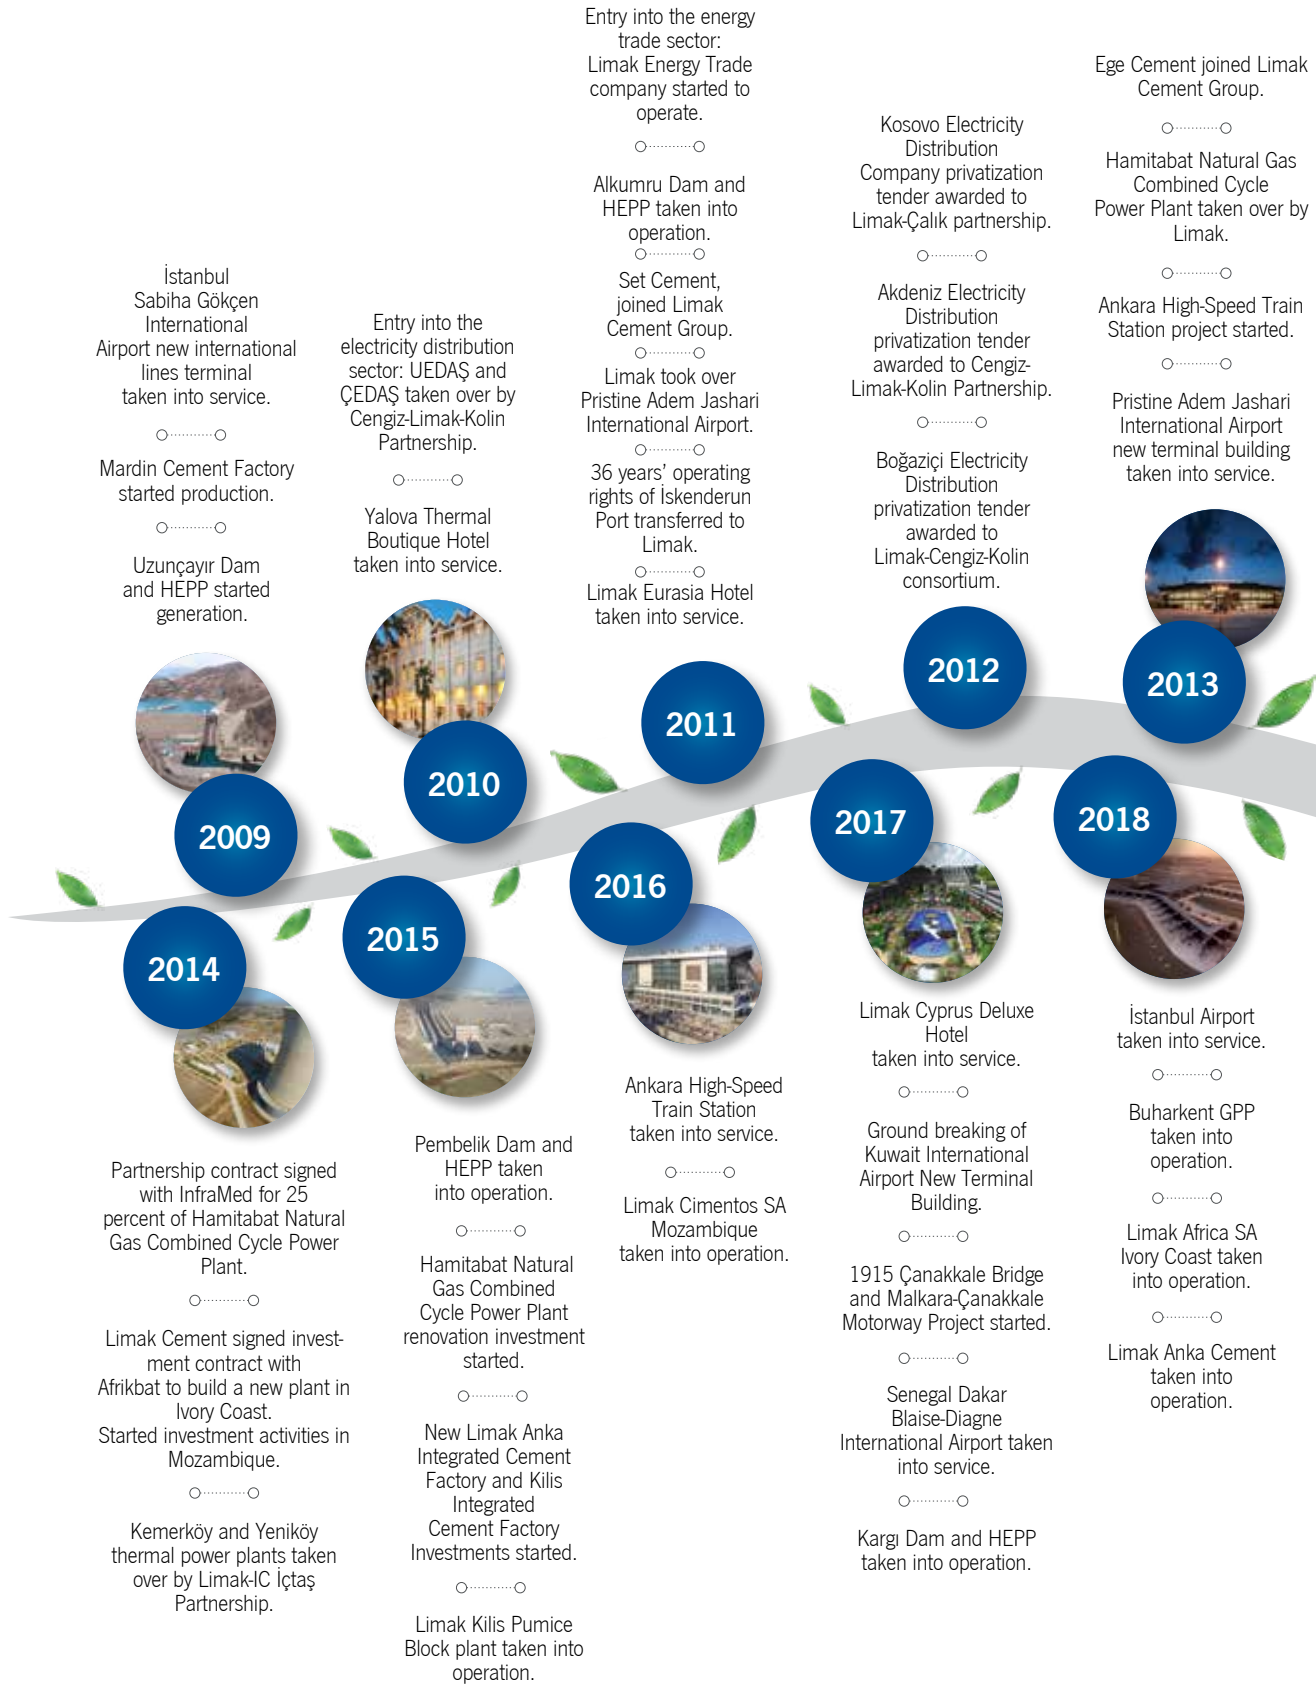 İstanbul
Sabiha Gökçen
International
Airport new international
lines terminal
taken into service.
Mardin Cement Factory
started production.
Uzunçayır Dam
and HEPP started
generation.
2009
Entry into the
electricity distribution
sector: UEDAŞ and
ÇEDAŞ taken over by
Cengiz-Limak-Kolin
Partnership.
Yalova Thermal
Boutique Hotel
taken into service.
2010
Entry into the energy
trade sector:
Limak Energy Trade
company started to
operate.
Alkumru Dam and
HEPP taken into
operation.
Set Cement,
joined Limak
Cement Group.
Limak took over
Pristine Adem Jashari
International Airport.
36 years’ operating
rights of İskenderun
Port transferred to
Limak.
Limak Eurasia Hotel
taken into service.
2011
Kosovo Electricity
Distribution
Company privatization
tender awarded to
Limak-Çalık partnership.
Akdeniz Electricity
Distribution
privatization tender
awarded to Cengiz-
Limak-Kolin Partnership.
Boğaziçi Electricity
Distribution
privatization tender
awarded to
Limak-Cengiz-Kolin
consortium.
2012
Ege Cement joined Limak
Cement Group.
Hamitabat Natural Gas
Combined Cycle
Power Plant taken over by
Limak.
Ankara High-Speed Train
Station project started.
Pristine Adem Jashari
International Airport
new terminal building
taken into service.
2013
2014
Partnership contract signed
with InfraMed for 25
percent of Hamitabat Natural
Gas Combined Cycle Power
Plant.
Limak Cement signed invest-
ment contract with
Afrikbat to build a new plant in
Ivory Coast.
Started investment activities in
Mozambique.
Kemerköy and Yeniköy
thermal power plants taken
over by Limak-IC İçtaş
Partnership.
2015
Pembelik Dam and
HEPP taken
into operation.
Hamitabat Natural
Gas Combined
Cycle Power Plant
renovation investment
started.
New Limak Anka
Integrated Cement
Factory and Kilis
Integrated
Cement Factory
Investments started.
Limak Kilis Pumice
Block plant taken into
operation.
2016
Ankara High-Speed
Train Station
taken into service.
Limak Cimentos SA
Mozambique
taken into operation.
2017
Limak Cyprus Deluxe
Hotel
taken into service.
Ground breaking of
Kuwait International
Airport New Terminal
Building.
1915 Çanakkale Bridge
and Malkara-Çanakkale
Motorway Project started.
Senegal Dakar
Blaise-Diagne
International Airport taken
into service.
Kargı Dam and HEPP
taken into operation.
2018
İstanbul Airport
taken into service.
Buharkent GPP
taken into
operation.
Limak Africa SA
Ivory Coast taken
into operation.
Limak Anka Cement
taken into
operation.